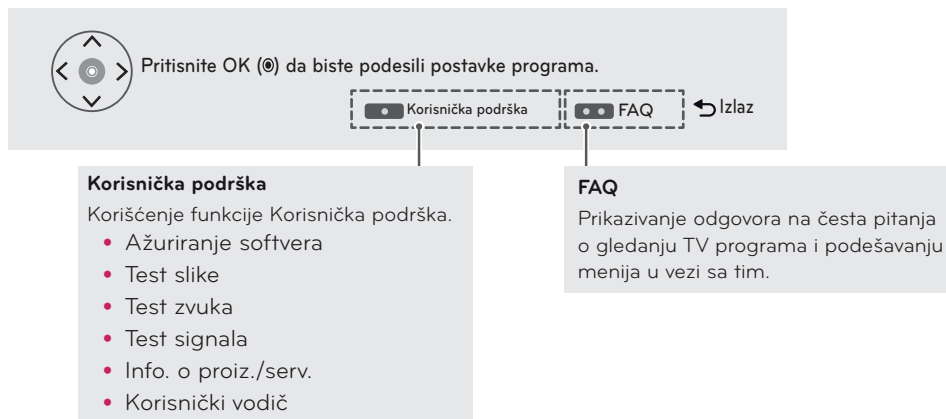 Pritisnite OK (◉) da biste podesili postavke programa.
Korisnička podrška
FAQ
Izlaz
Korisnička podrška
Korišćenje funkcije Korisnička podrška.
• Ažuriranje softvera
• Test slike
• Test zvuka
• Test signala
• Info. o proiz./serv.
• Korisnički vodič
FAQ
Prikazivanje odgovora na česta pitanja
o gledanju TV programa i podešavanju
menija u vezi sa tim.